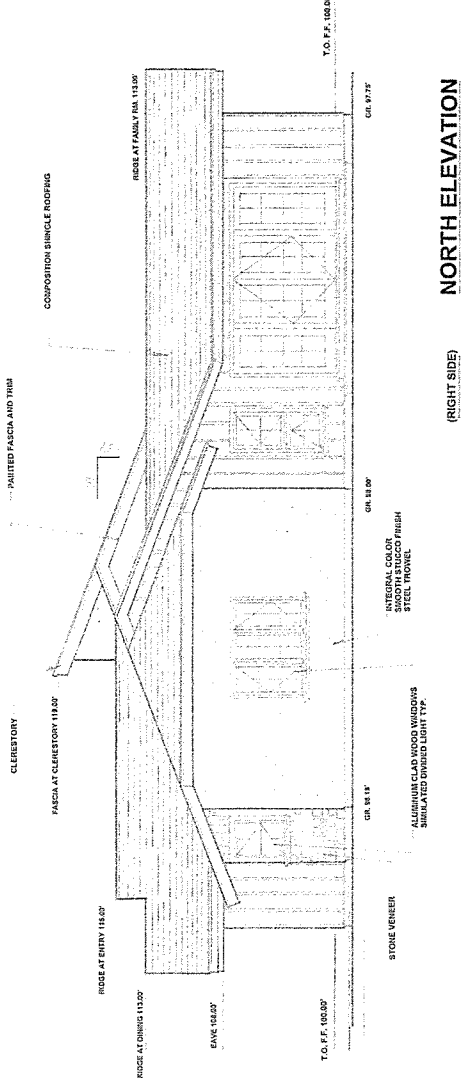 CLERESTORY
PAINTED FASCIA AND TRIM
COMPOSITION SHINGLE ROOFING
FASCIA AT CLERESTORY 119.00'
RIDGE AT ENTRY 115.00'
RIDGE AT DINING 113.00'
RIDGE AT FAMILY RM. 113.00'
EAVE 108.00'
T.O. F.F. 100.00'
T.O. F.F. 100.00'
GR. 98.00'
GR. 97.75'
STONE VENEER
ALUMINUM CLAD WOOD WINDOWS
SIMULATED DIVIDED LIGHT TYP.
INTEGRAL COLOR
SMOOTH STUCCO FINISH
STEEL TROWEL
(RIGHT SIDE)
NORTH ELEVATION